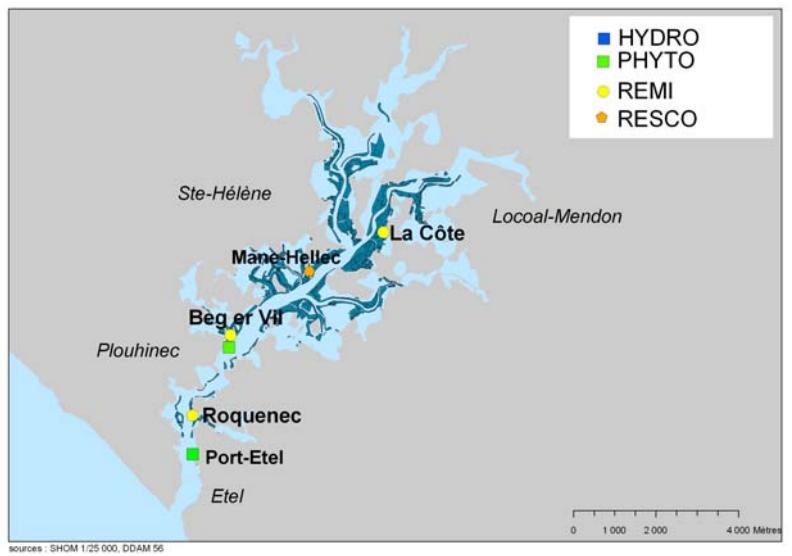 HYDRO
PHYTO
REMI
RESCO
Ste-Hélène
Locoal-Mendon
La Côte
Mane-Hellec
Beg er Vil
Plouhinec
Roquenec
Port-Etel
Etel
0 1 000 2 000 4 000 Mètres
sources : SHOM 1/25 000, DDAM 56